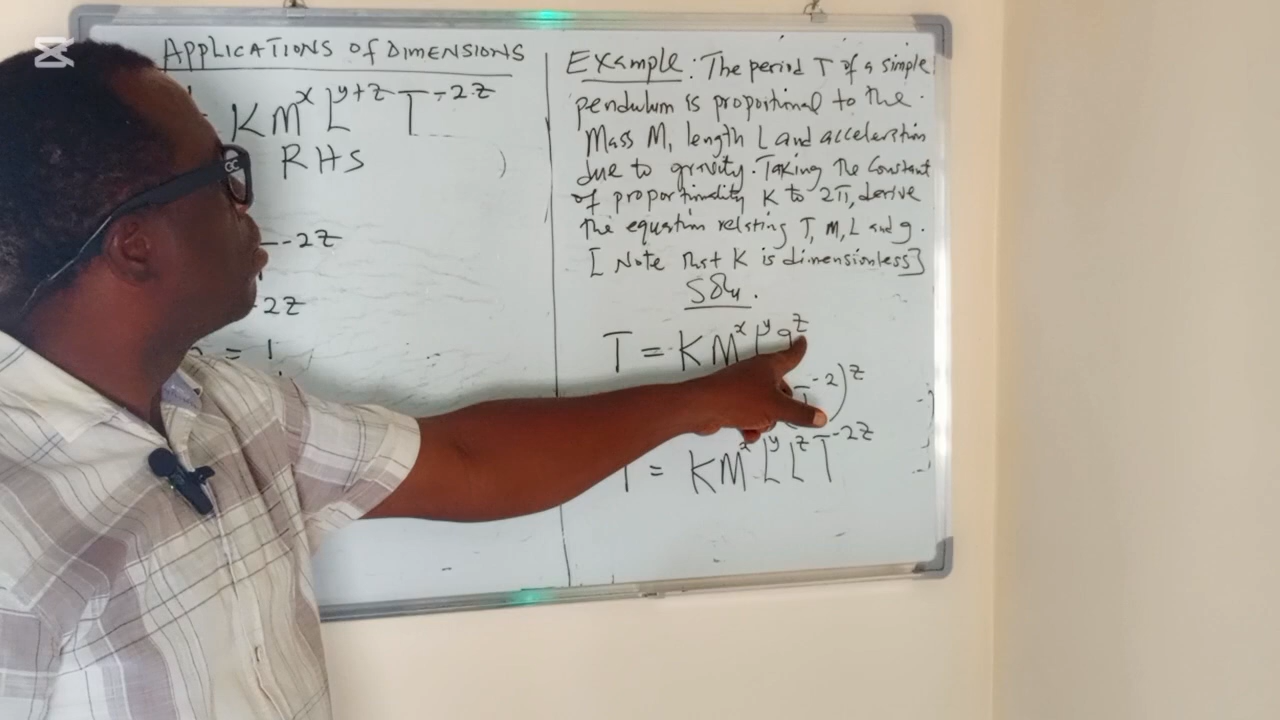 APPLICATIONS Of DIMENSIONS
KM^x L^y+z T^-2z
RHS )
-2z
2z
= 1
Example: The period T of a simple
pendulum is proportional to the
Mass M, length L and acceleration
due to gravity. Taking the Constant
of proportionality K to 2π, derive
the equation relating T, M, L and g.
[Note that K is dimensionless]
Soln.
T = KM^x L^y g^z
-2)^z
T = KM^x L^y L^z T^-2z